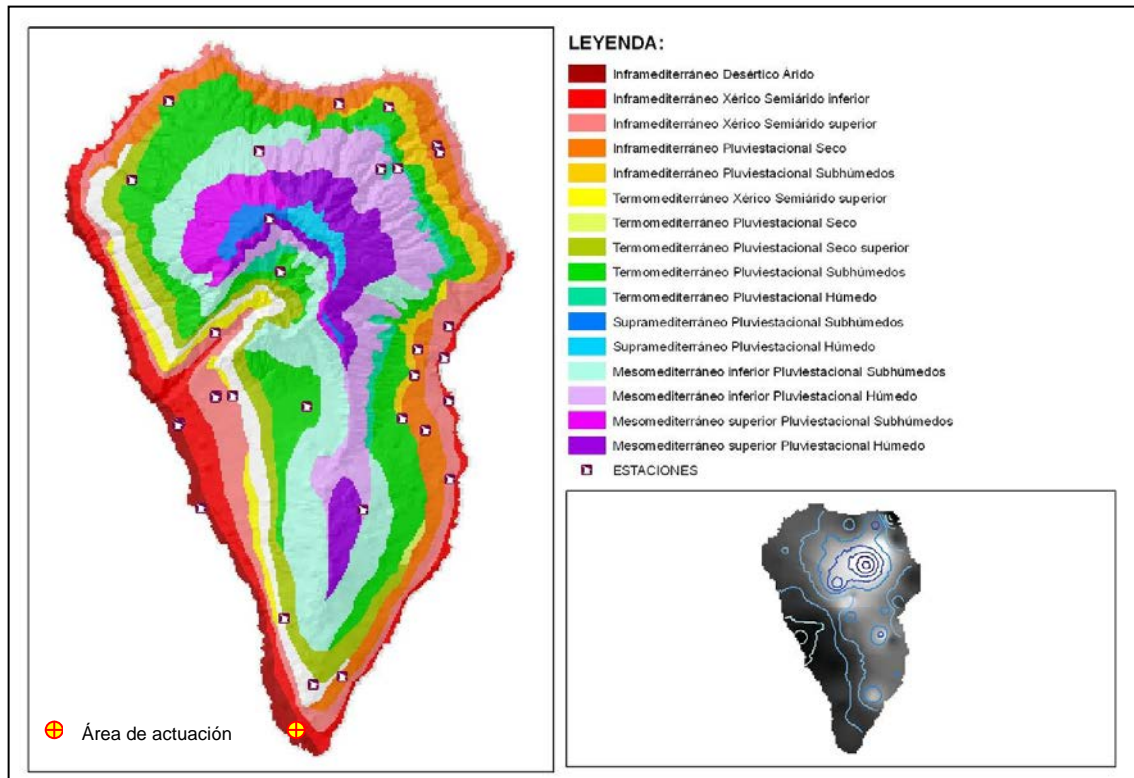 LEYENDA:
Inframediterráneo Desértico Árido
Inframediterráneo Xérico Semiárido inferior
Inframediterráneo Xérico Semiárido superior
Inframediterráneo Pluviestacional Seco
Inframediterráneo Pluviestacional Subhúmedos
Termomediterráneo Xérico Semiárido superior
Termomediterráneo Pluviestacional Seco
Termomediterráneo Pluviestacional Seco superior
Termomediterráneo Pluviestacional Subhúmedos
Termomediterráneo Pluviestacional Húmedo
Supramediterráneo Pluviestacional Subhúmedos
Supramediterráneo Pluviestacional Húmedo
Mesomediterráneo inferior Pluviestacional Subhúmedos
Mesomediterráneo inferior Pluviestacional Húmedo
Mesomediterráneo superior Pluviestacional Subhúmedos
Mesomediterráneo superior Pluviestacional Húmedo
ESTACIONES
Área de actuación